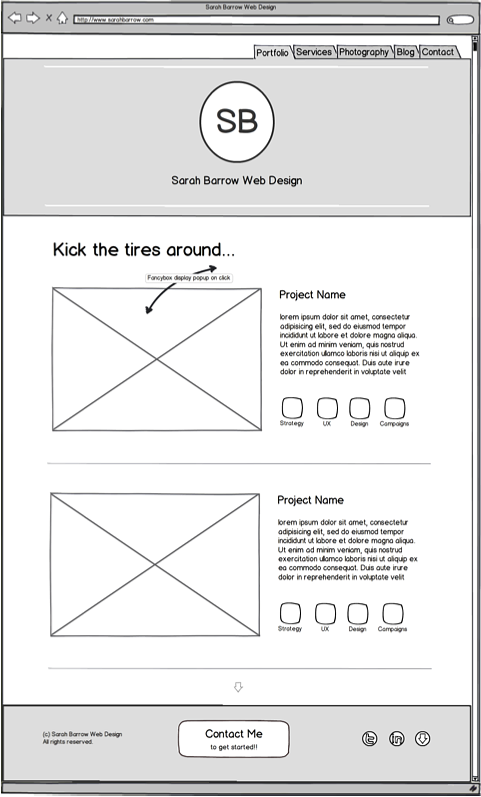 Sarah Barrow Web Design
http://www.sarahbarrow.com
Portfolio Services Photography Blog Contact
SB
Sarah Barrow Web Design
Kick the tires around...
Fancybox display popup on click
Project Name
lorem ipsum dolor sit amet, consectetur
adipisicing elit, sed do eiusmod tempor
incididunt ut labore et dolore magna aliqua.
Ut enim ad minim veniam, quis nostrud
exercitation ullamco laboris nisi ut aliquip ex
ea commodo consequat. Duis aute irure
dolor in reprehenderit in voluptate velit
Strategy UX Design Campaigns
Project Name
lorem ipsum dolor sit amet, consectetur
adipisicing elit, sed do eiusmod tempor
incididunt ut labore et dolore magna aliqua.
Ut enim ad minim veniam, quis nostrud
exercitation ullamco laboris nisi ut aliquip ex
ea commodo consequat. Duis aute irure
dolor in reprehenderit in voluptate velit
Strategy UX Design Campaigns
(c) Sarah Barrow Web Design
All rights reserved.
Contact Me
to get started!!
t in